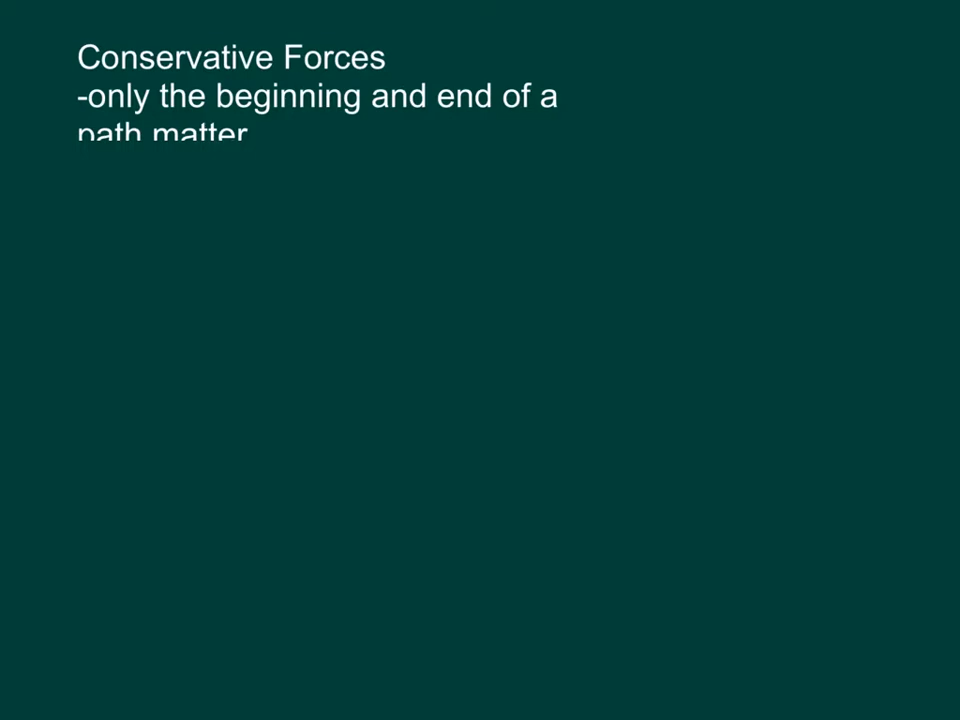 Conservative Forces
-only the beginning and end of a
path matter